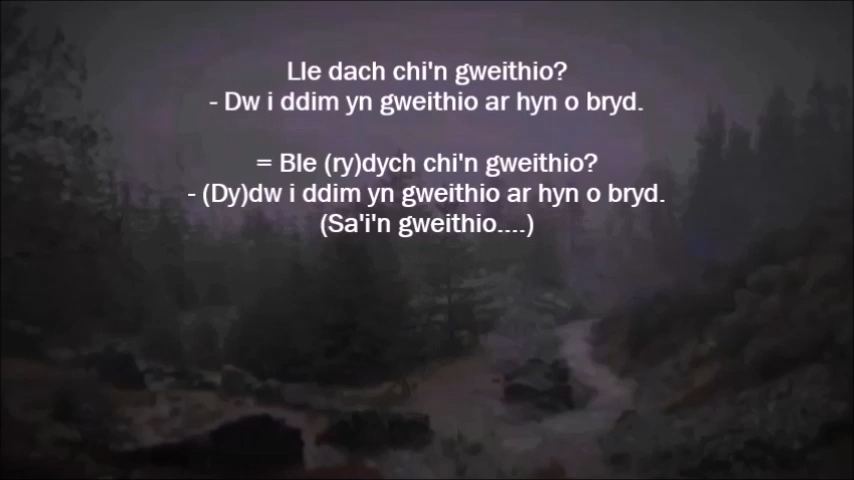 Lle dach chi'n gweithio?
- Dw i ddim yn gweithio ar hyn o bryd.
= Ble (ry)dych chi'n gweithio?
- (Dy)dw i ddim yn gweithio ar hyn o bryd.
(Sa'i'n gweithio....)